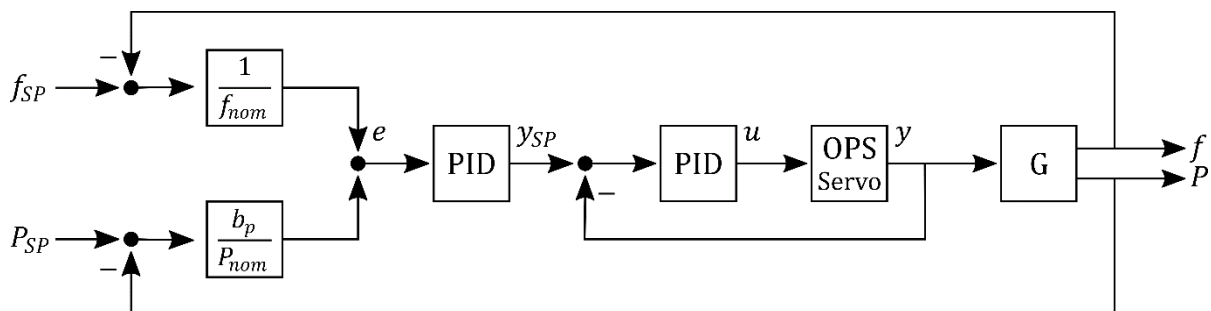 −
f_SP
1
f_nom
e
PID
y_SP
−
PID
u
OPS
Servo
y
G
f
P
P_SP
−
b_p
P_nom